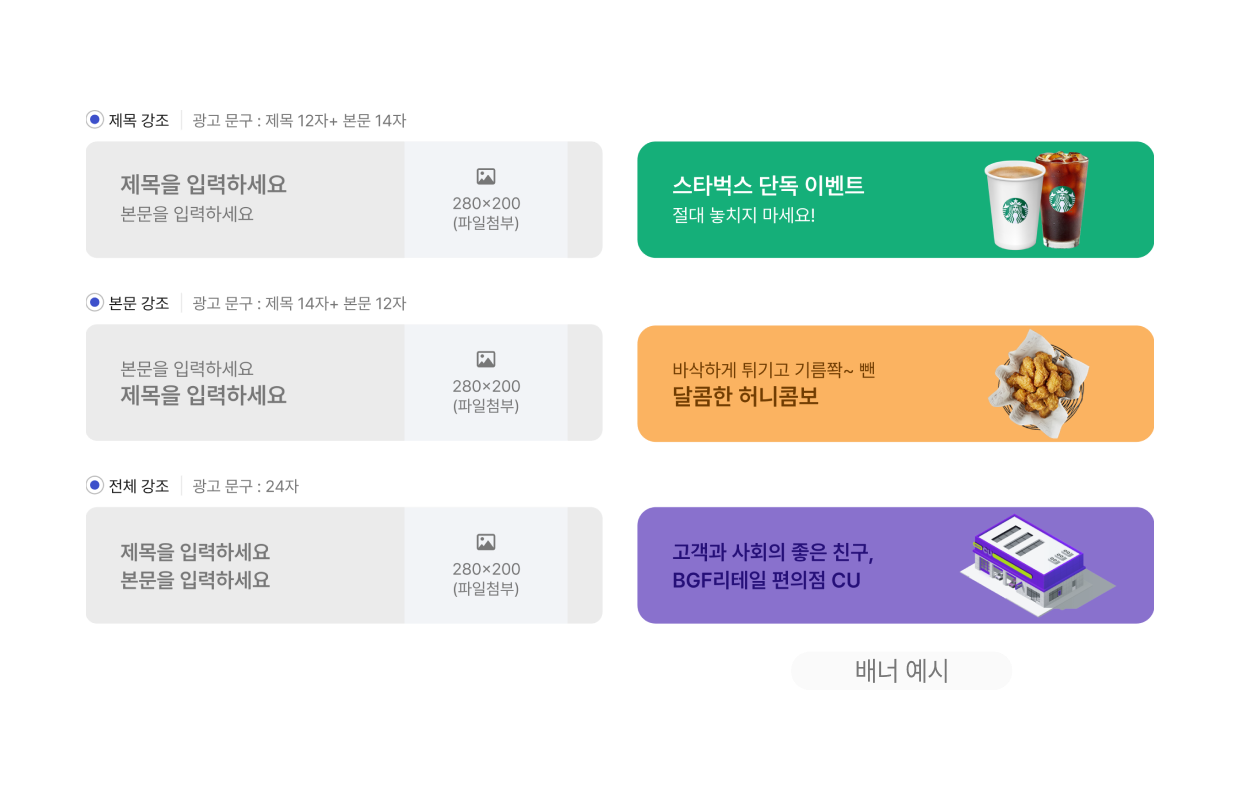 제목 강조 광고 문구 : 제목 12자+ 본문 14자
제목을 입력하세요
본문을 입력하세요
280×200
(파일첨부)
스타벅스 단독 이벤트
절대 놓치지 마세요!
본문 강조 광고 문구 : 제목 14자+ 본문 12자
본문을 입력하세요
제목을 입력하세요
280×200
(파일첨부)
바삭하게 튀기고 기름쫙~ 뺀
달콤한 허니콤보
전체 강조 광고 문구 : 24자
제목을 입력하세요
본문을 입력하세요
280×200
(파일첨부)
고객과 사회의 좋은 친구,
BGF리테일 편의점 CU
CU
배너 예시